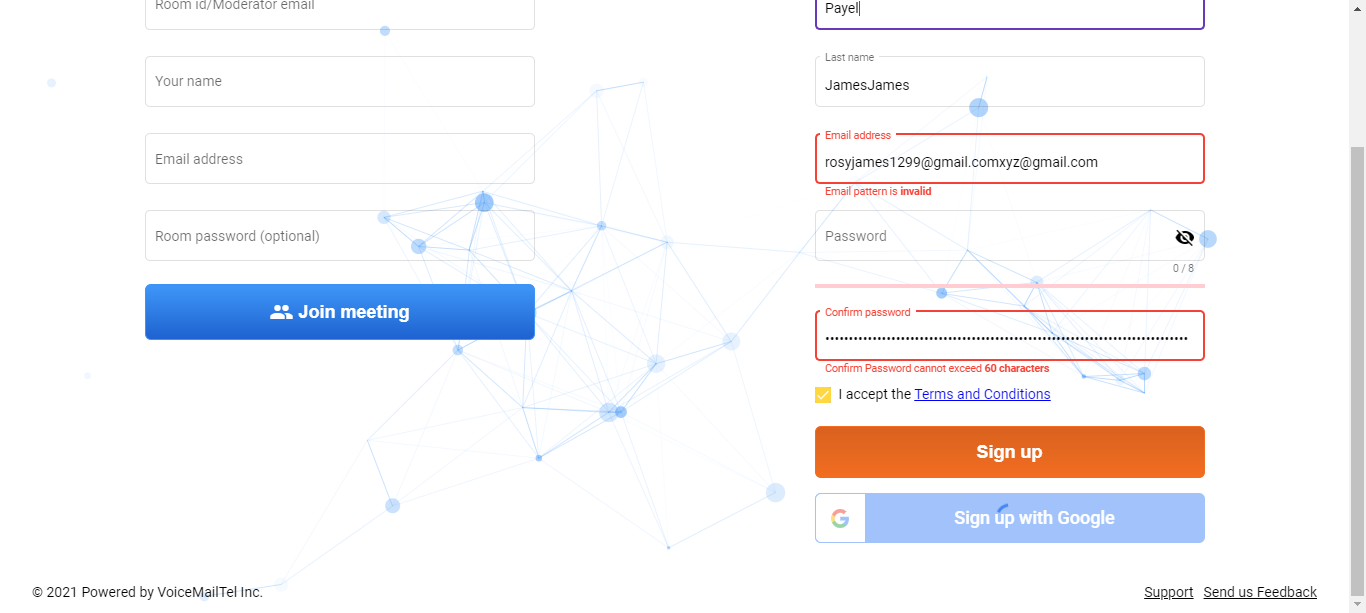 Room id/Moderator email
Your name
Email address
Room password (optional)
Join meeting
Payel
Last name
JamesJames
Email address
rosyjames1299@gmail.comxyz@gmail.com
Email pattern is invalid
Password
0 / 8
Confirm password
Confirm Password cannot exceed 60 characters
I accept the Terms and Conditions
Sign up
G Sign up with Google
© 2021 Powered by VoiceMailTel Inc.
Support Send us Feedback